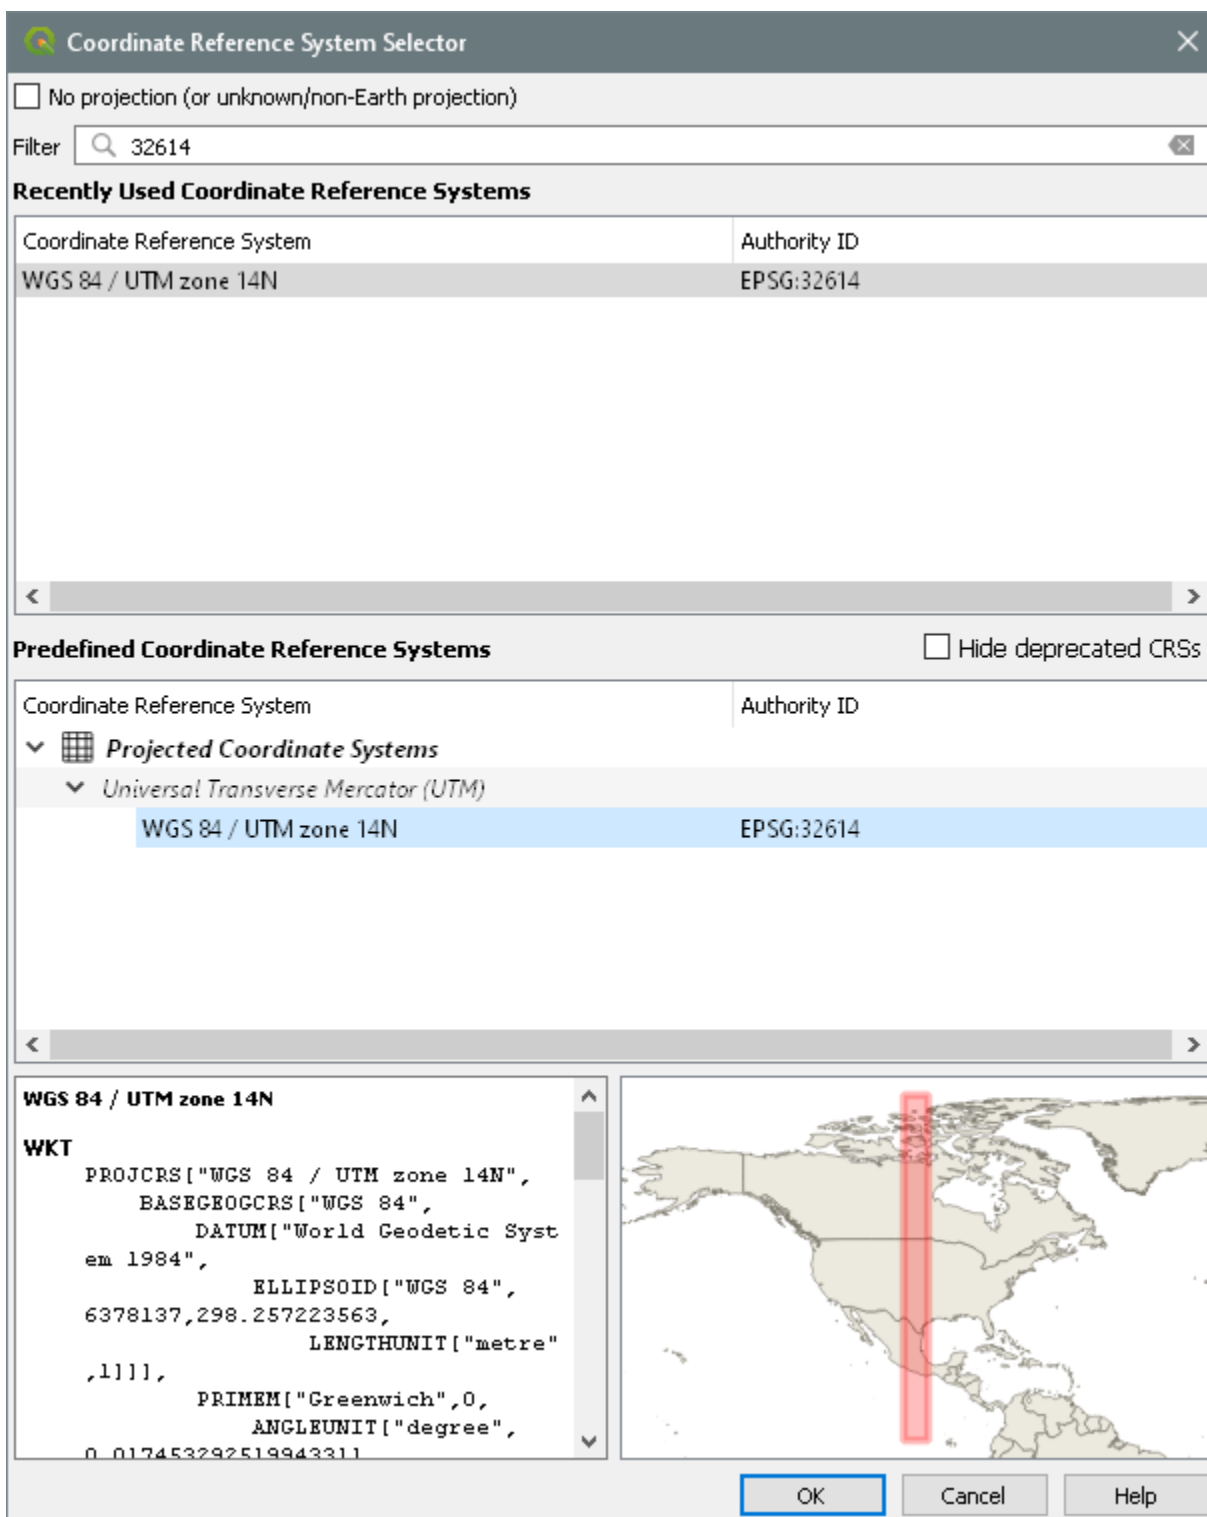 Coordinate Reference System Selector
No projection (or unknown/non-Earth projection)
Filter 32614
Recently Used Coordinate Reference Systems
Coordinate Reference System Authority ID
WGS 84 / UTM zone 14N EPSG:32614
Predefined Coordinate Reference Systems Hide deprecated CRSs
Coordinate Reference System Authority ID
Projected Coordinate Systems
Universal Transverse Mercator (UTM)
WGS 84 / UTM zone 14N EPSG:32614
WGS 84 / UTM zone 14N
WKT
PROJCRS["WGS 84 / UTM zone 14N",
BASEGEOGCRS["WGS 84",
DATUM["World Geodetic Syst
em 1984",
ELLIPSOID["WGS 84",
6378137,298.257223563,
LENGTHUNIT["metre"
,1]]],
PRIMEM["Greenwich",0,
ANGLEUNIT["degree",
0.0174532925199433]]
OK Cancel Help